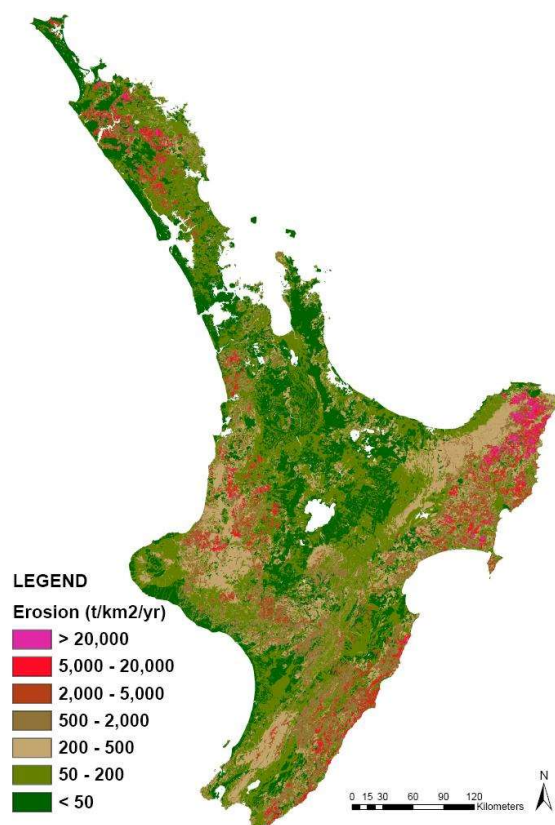 LEGEND
Erosion (t/km2/yr)
> 20,000
5,000 - 20,000
2,000 - 5,000
500 - 2,000
200 - 500
50 - 200
< 50
N
0 15 30 60 90 120
Kilometers